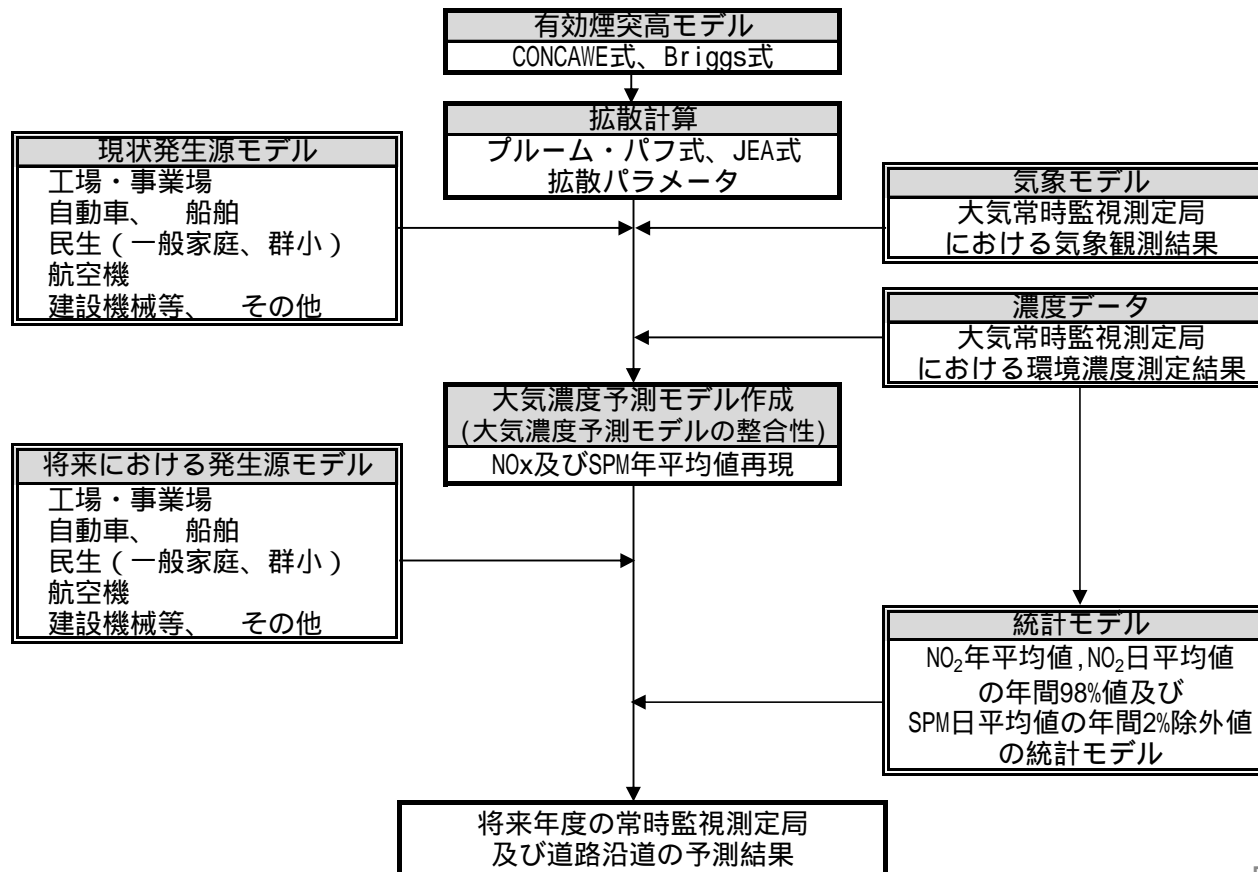 有効煙突高モデル
CONCAWE式、Briggs式
拡散計算
プルーム・パフ式、JEA式
拡散パラメータ
現状発生源モデル
工場・事業場
自動車、　船舶
民生(一般家庭、群小)
航空機
建設機械等、　その他
気象モデル
大気常時監視測定局
における気象観測結果
濃度データ
大気常時監視測定局
における環境濃度測定結果
大気濃度予測モデル作成
(大気濃度予測モデルの整合性)
NOx及びSPM年平均値再現
将来における発生源モデル
工場・事業場
自動車、　船舶
民生(一般家庭、群小)
航空機
建設機械等、　その他
統計モデル
NO₂年平均値,NO₂日平均値
の年間98%値及び
SPM日平均値の年間2%除外値
の統計モデル
将来年度の常時監視測定局
及び道路沿道の予測結果